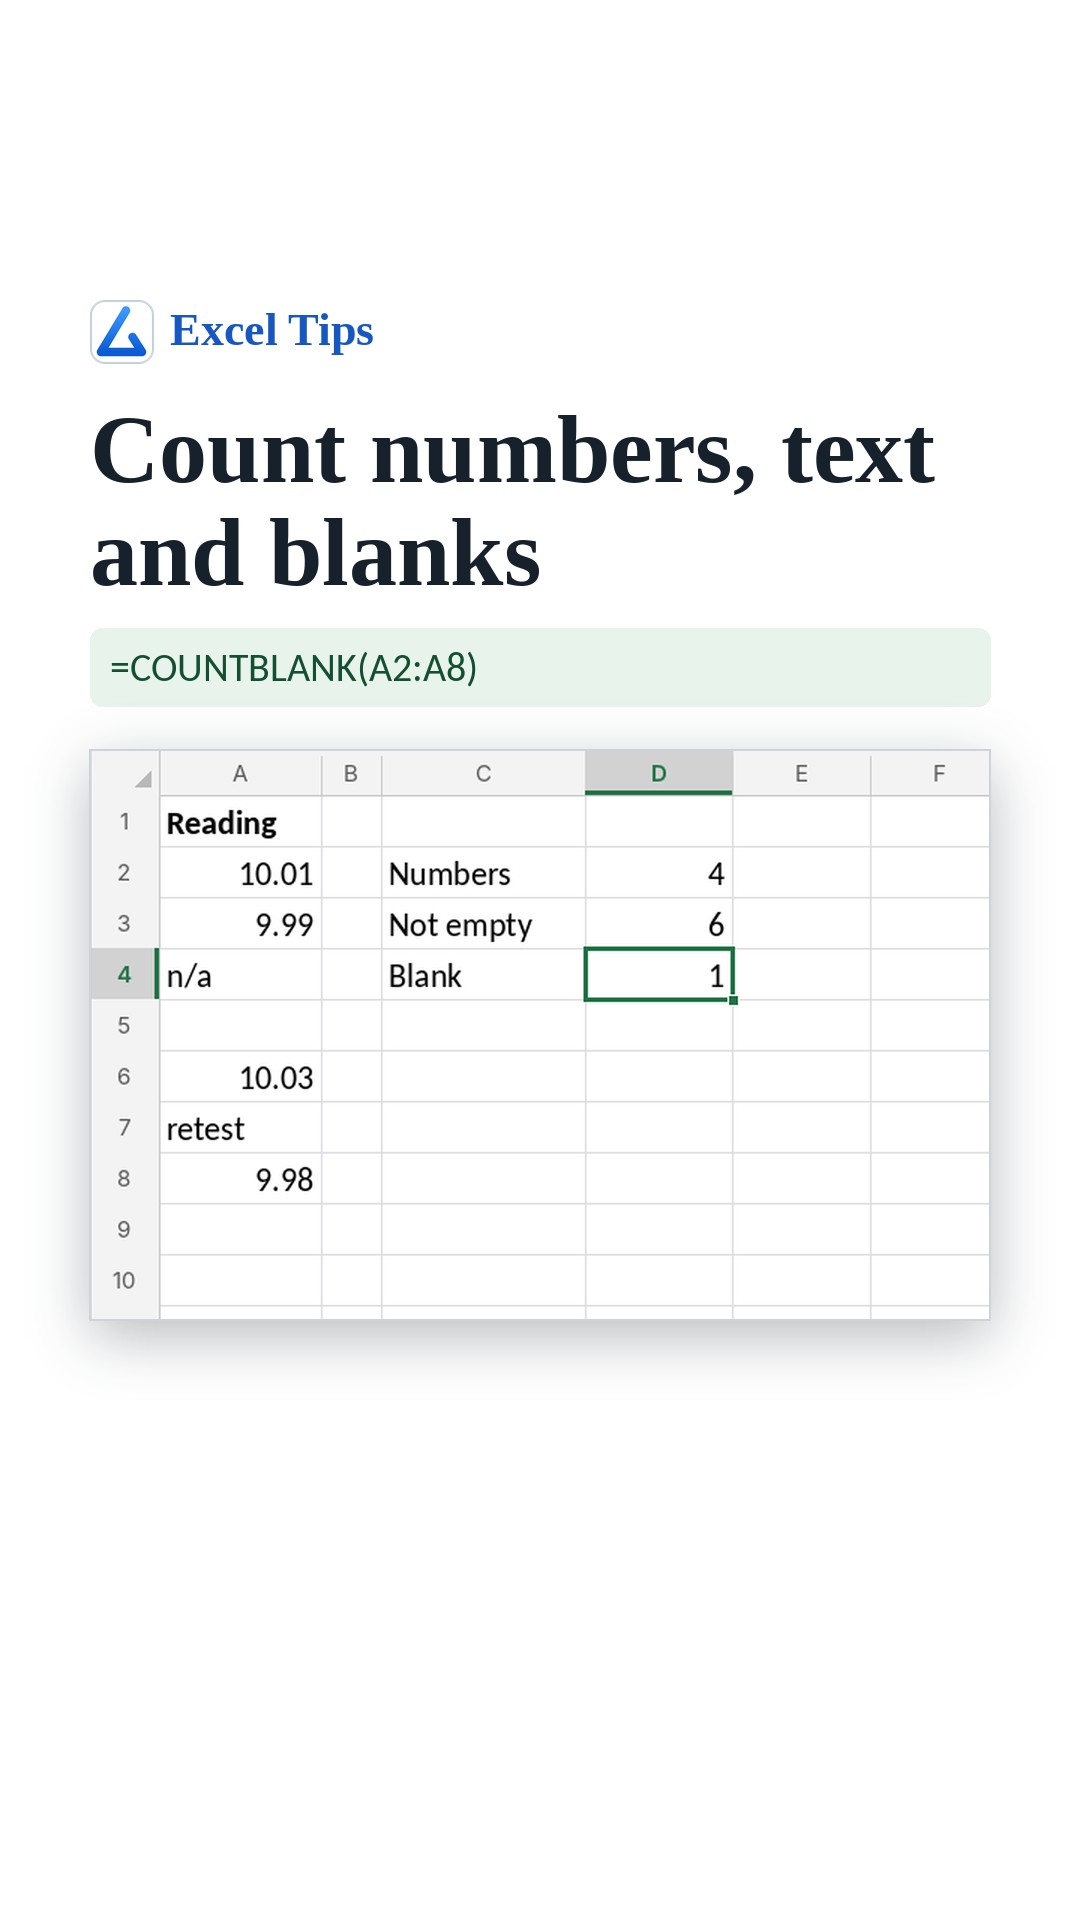 Excel Tips
Count numbers, text
and blanks
=COUNTBLANK(A2:A8)
A B C D E F
1 Reading
2 10.01 Numbers 4
3 9.99 Not empty 6
4 n/a Blank 1
5
6 10.03
7 retest
8 9.98
9
10